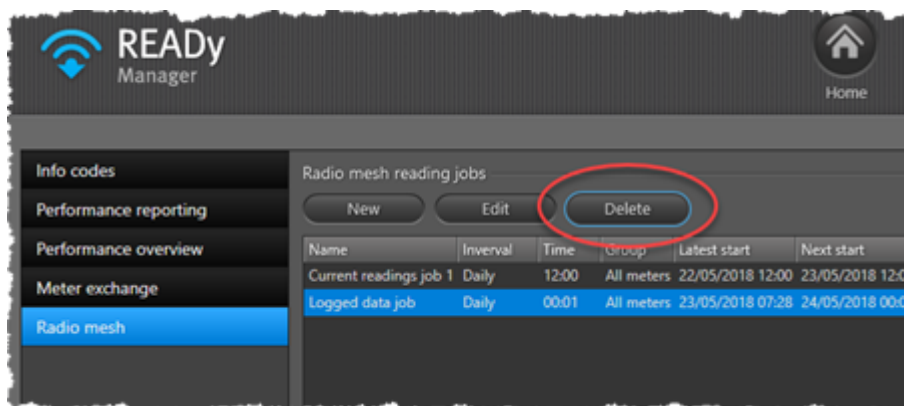 READy
Manager
Home
Info codes
Performance reporting
Performance overview
Meter exchange
Radio mesh
Radio mesh reading jobs
New Edit Delete
Name Inverval Time Group Latest start Next start
Current readings job 1 Daily 12:00 All meters 22/05/2018 12:00 23/05/2018 12:0
Logged data job Daily 00:01 All meters 23/05/2018 07:28 24/05/2018 00:0